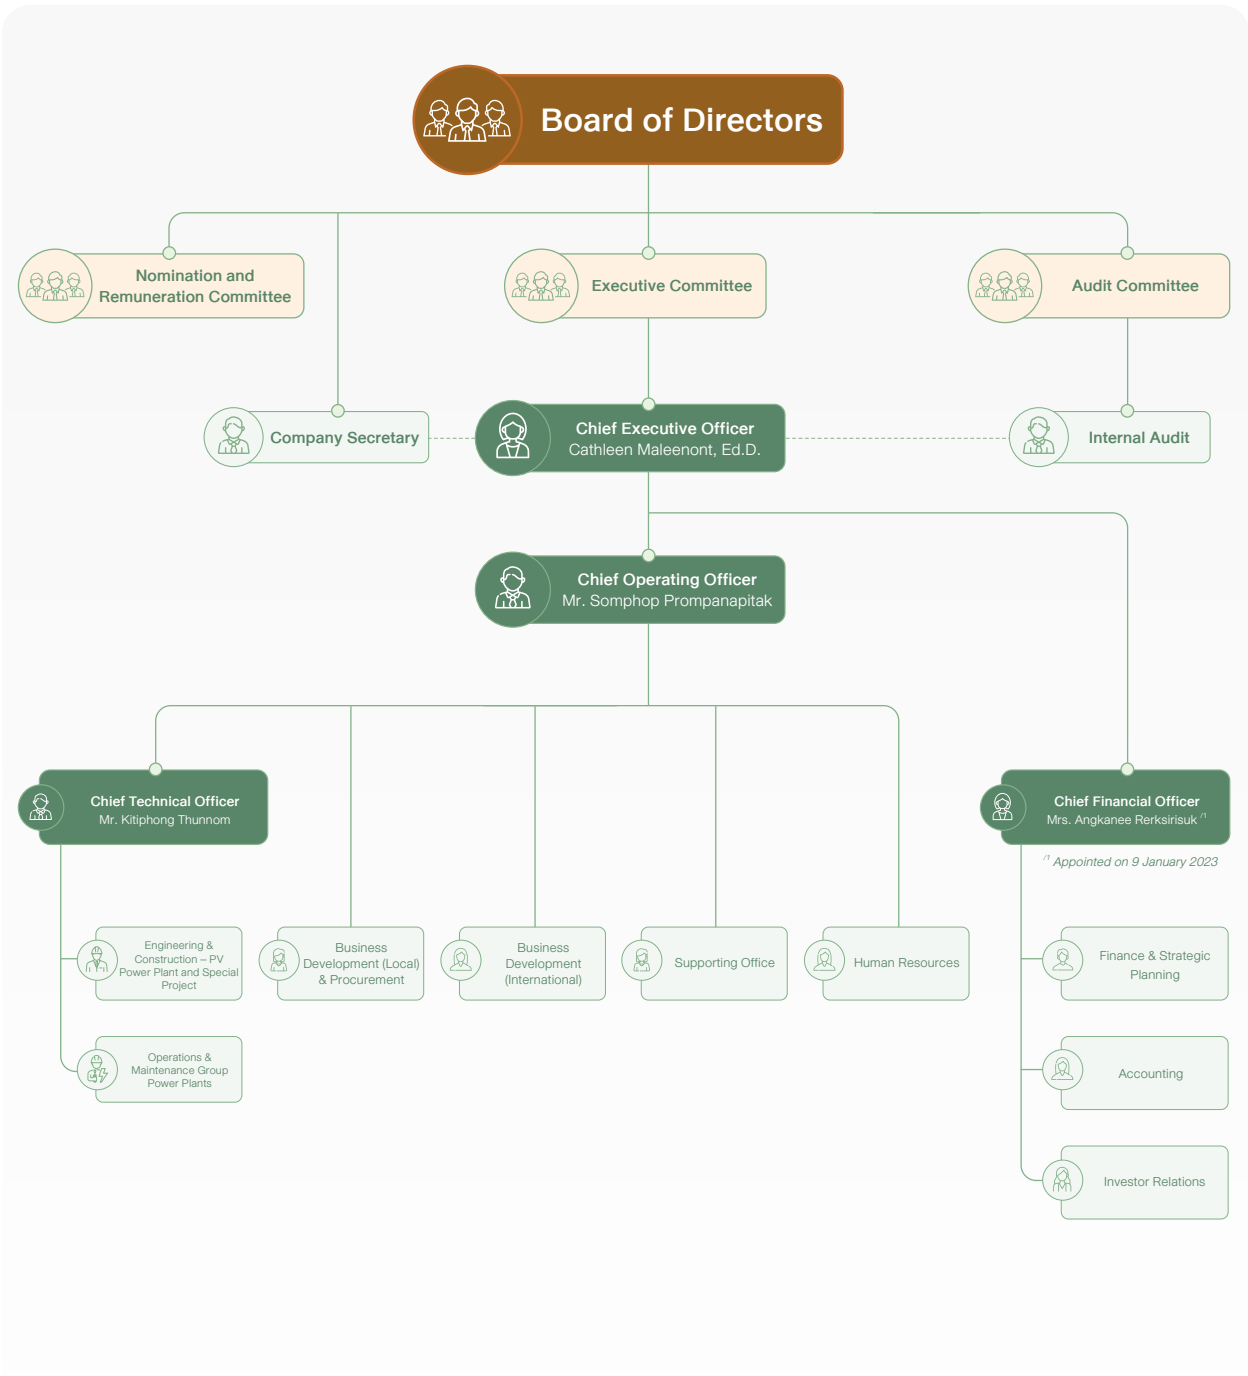 Board of Directors
Nomination and
Remuneration Committee
Executive Committee
Audit Committee
Company Secretary
Chief Executive Officer
Cathleen Maleenont, Ed.D.
Internal Audit
Chief Operating Officer
Mr. Somphop Prompanapitak
Chief Technical Officer
Mr. Kitiphong Thunnom
Chief Financial Officer
Mrs. Angkanee Rerksirisuk /1
/1 Appointed on 9 January 2023
Engineering &
Construction – PV
Power Plant and Special
Project
Business
Development (Local)
& Procurement
Business
Development
(International)
Supporting Office
Human Resources
Finance & Strategic
Planning
Operations &
Maintenance Group
Power Plants
Accounting
Investor Relations